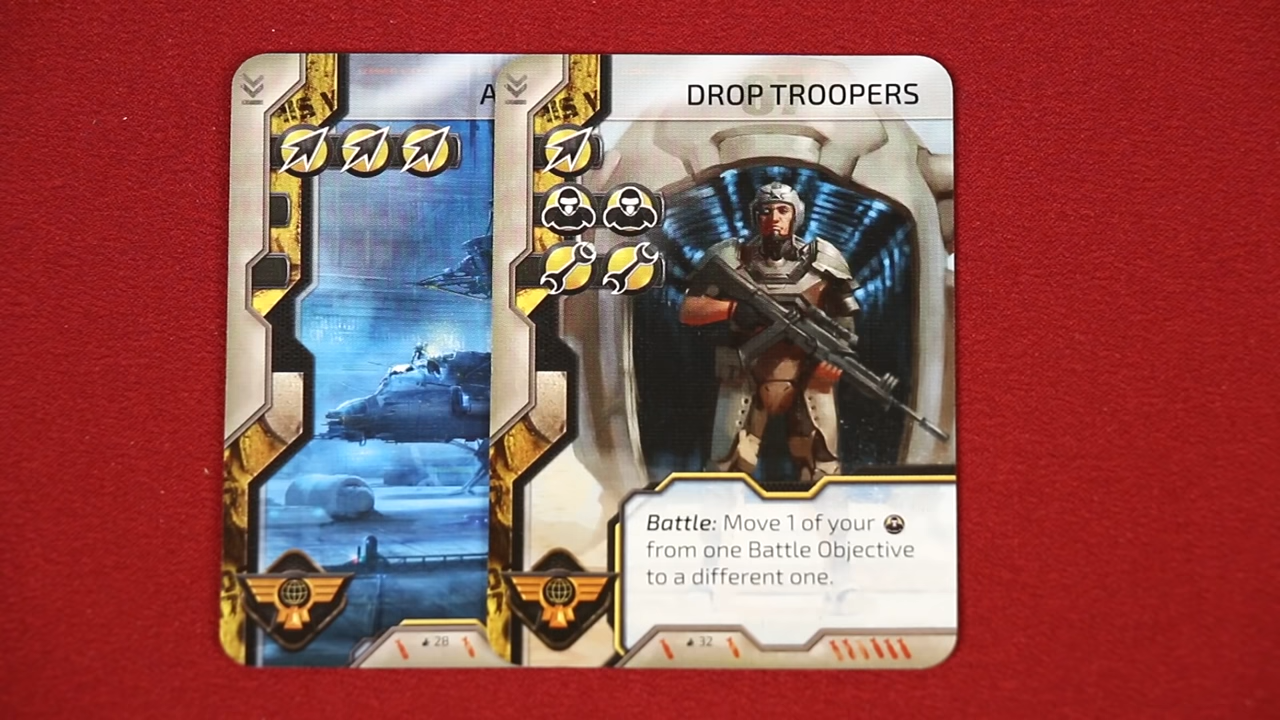 A
DROP TROOPERS
Battle: Move 1 of your
from one Battle Objective
to a different one.
28
32